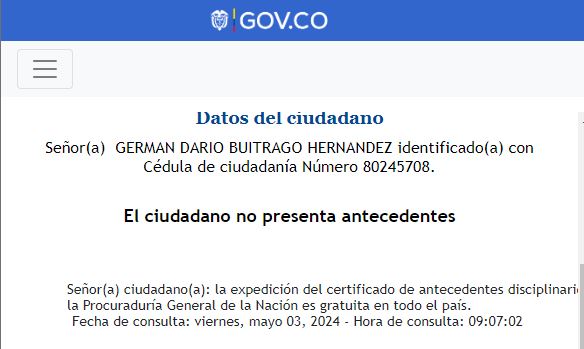 GOV.CO
Datos del ciudadano
Señor(a)  GERMAN DARIO BUITRAGO HERNANDEZ identificado(a) con
Cédula de ciudadanía Número 80245708.
El ciudadano no presenta antecedentes
Señor(a) ciudadano(a): la expedición del certificado de antecedentes disciplinario
la Procuraduría General de la Nación es gratuita en todo el país.
Fecha de consulta: viernes, mayo 03, 2024 - Hora de consulta: 09:07:02